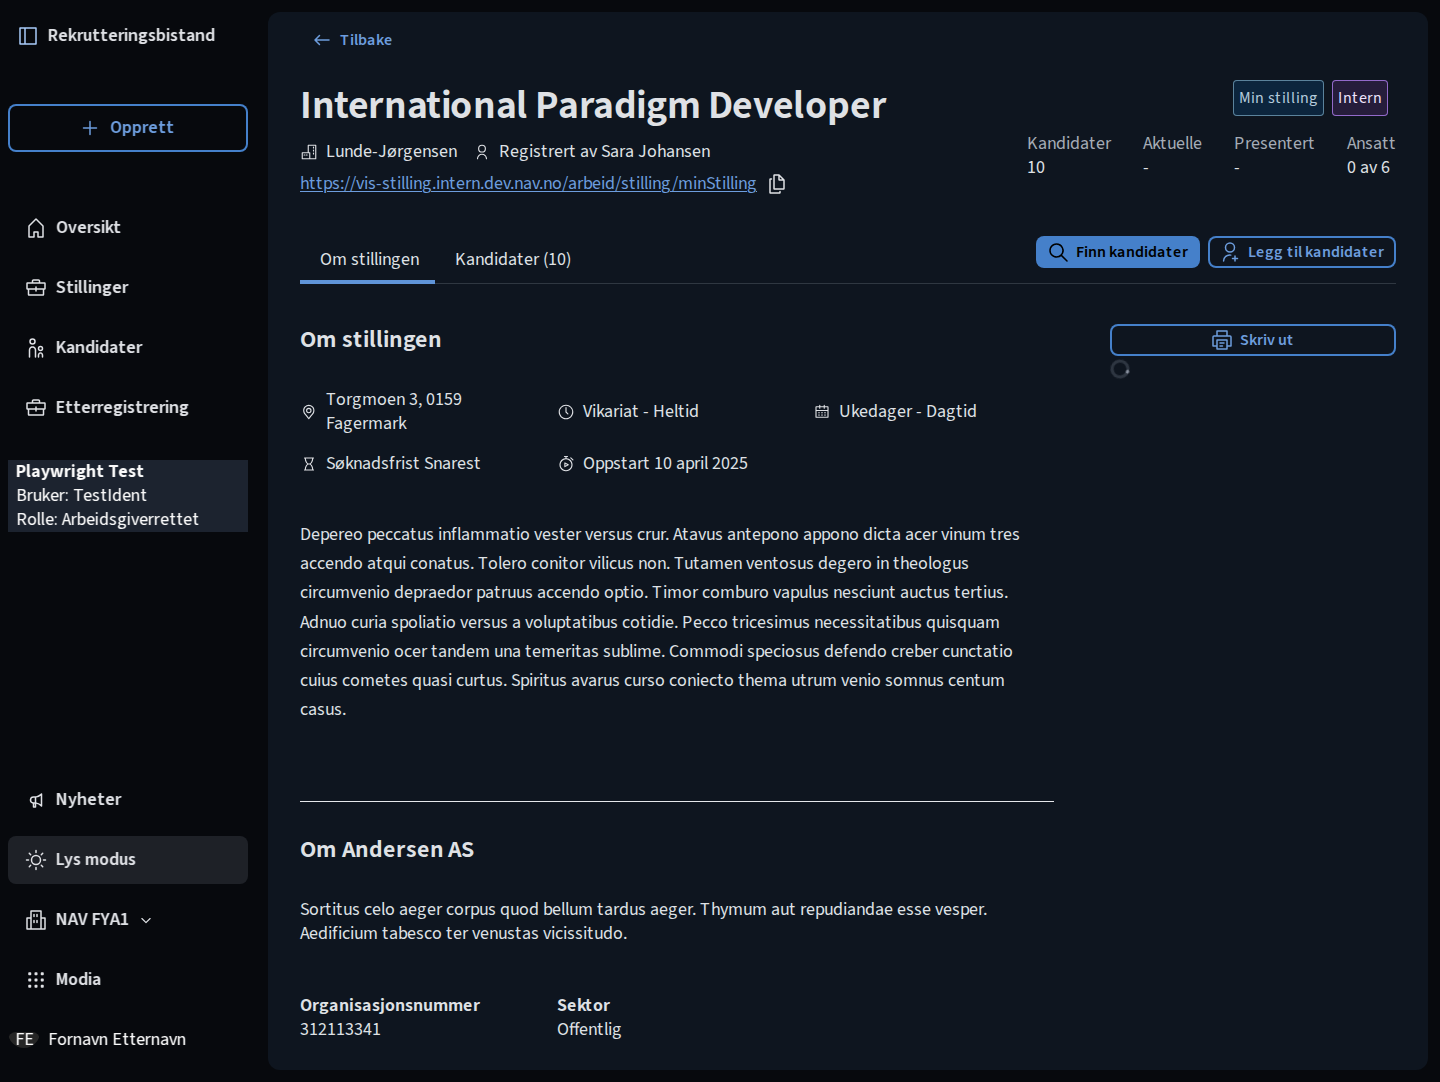 Rekrutteringsbistand
Opprett
Oversikt
Stillinger
Kandidater
Etterregistrering
Playwright Test
Bruker: TestIdent
Rolle: Arbeidsgiverrettet
Nyheter
Lys modus
NAV FYA1
Modia
FE Fornavn Etternavn
Tilbake
International Paradigm Developer
Min stilling Intern
Lunde-Jørgensen Registrert av Sara Johansen
https://vis-stilling.intern.dev.nav.no/arbeid/stilling/minStilling
Kandidater Aktuelle Presentert Ansatt
10 - - 0 av 6
Om stillingen Kandidater (10)
Finn kandidater Legg til kandidater
Om stillingen
Skriv ut
Torgmoen 3, 0159
Fagermark
Vikariat - Heltid
Ukedager - Dagtid
Søknadsfrist Snarest
Oppstart 10 april 2025
Depereo peccatus inflammatio vester versus crur. Atavus antepono appono dicta acer vinum tres
accendo atqui conatus. Tolero conitor vilicus non. Tutamen ventosus degero in theologus
circumvenio depraedor patruus accendo optio. Timor comburo vapulus nesciunt auctus tertius.
Adnuo curia spoliatio versus a voluptatibus cotidie. Pecco tricesimus necessitatibus quisquam
circumvenio ocer tandem una temeritas sublime. Commodi speciosus defendo creber cunctatio
cuius cometes quasi curtus. Spiritus avarus curso coniecto thema utrum venio somnus centum
casus.
Om Andersen AS
Sortitus celo aeger corpus quod bellum tardus aeger. Thymum aut repudiandae esse vesper.
Aedificium tabesco ter venustas vicissitudo.
Organisasjonsnummer Sektor
312113341 Offentlig